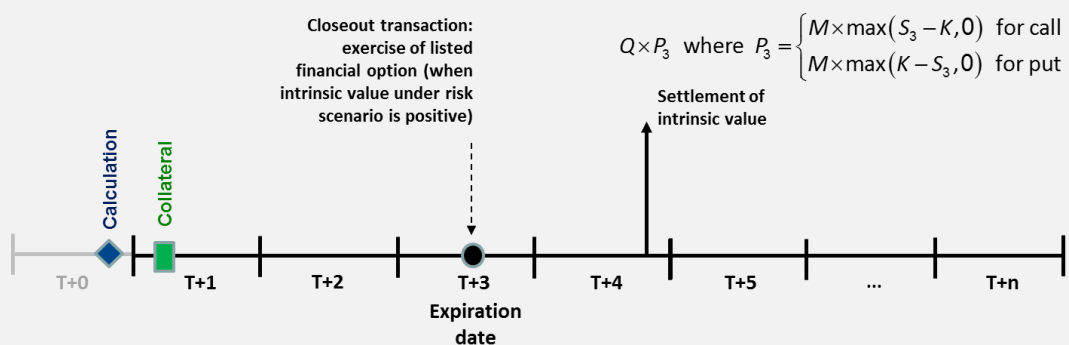 Closeout transaction:
exercise of listed
financial option (when
intrinsic value under risk
scenario is positive)
Q×P₃ where P₃ = { M×max(S₃−K,0) for call
M×max(K−S₃,0) for put
Settlement of
intrinsic value
Calculation
Collateral
T+0 T+1 T+2 T+3 T+4 T+5 ... T+n
Expiration
date